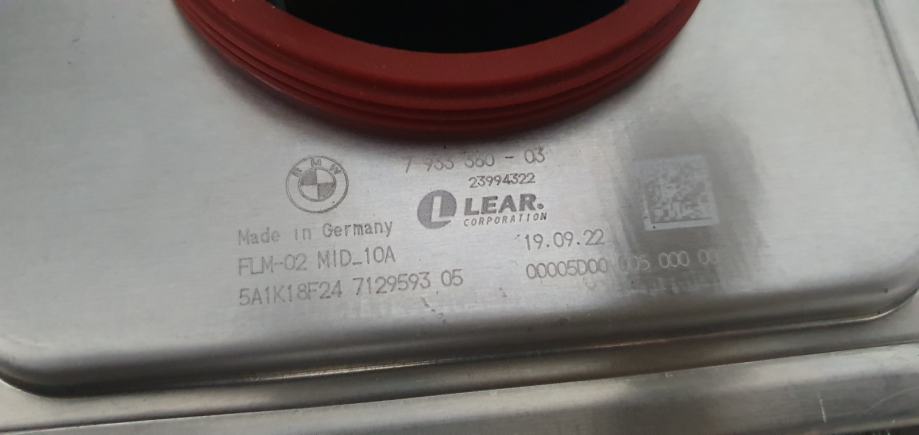 BMW
7 933 380 - 03
23994322
LEAR.
CORPORATION
Made in Germany
19.09.22
FLM-02 MID_10A
00005D00 005 000 00
5A1K18F24 7129593 05